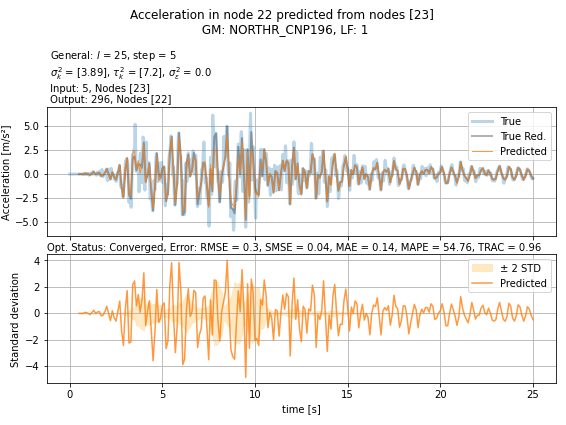 Acceleration in node 22 predicted from nodes [23]
GM: NORTHR_CNP196, LF: 1
General: l = 25, step = 5
σ²ₖ = [3.89], τ²ₖ = [7.2], σ²ε = 0.0
Input: 5, Nodes [23]
Output: 296, Nodes [22]
Acceleration [m/s²]
5.0
2.5
0.0
−2.5
−5.0
True
True Red.
Predicted
Opt. Status: Converged, Error: RMSE = 0.3, SMSE = 0.04, MAE = 0.14, MAPE = 54.76, TRAC = 0.96
Standard deviation
4
2
0
−2
−4
± 2 STD
Predicted
0 5 10 15 20 25
time [s]